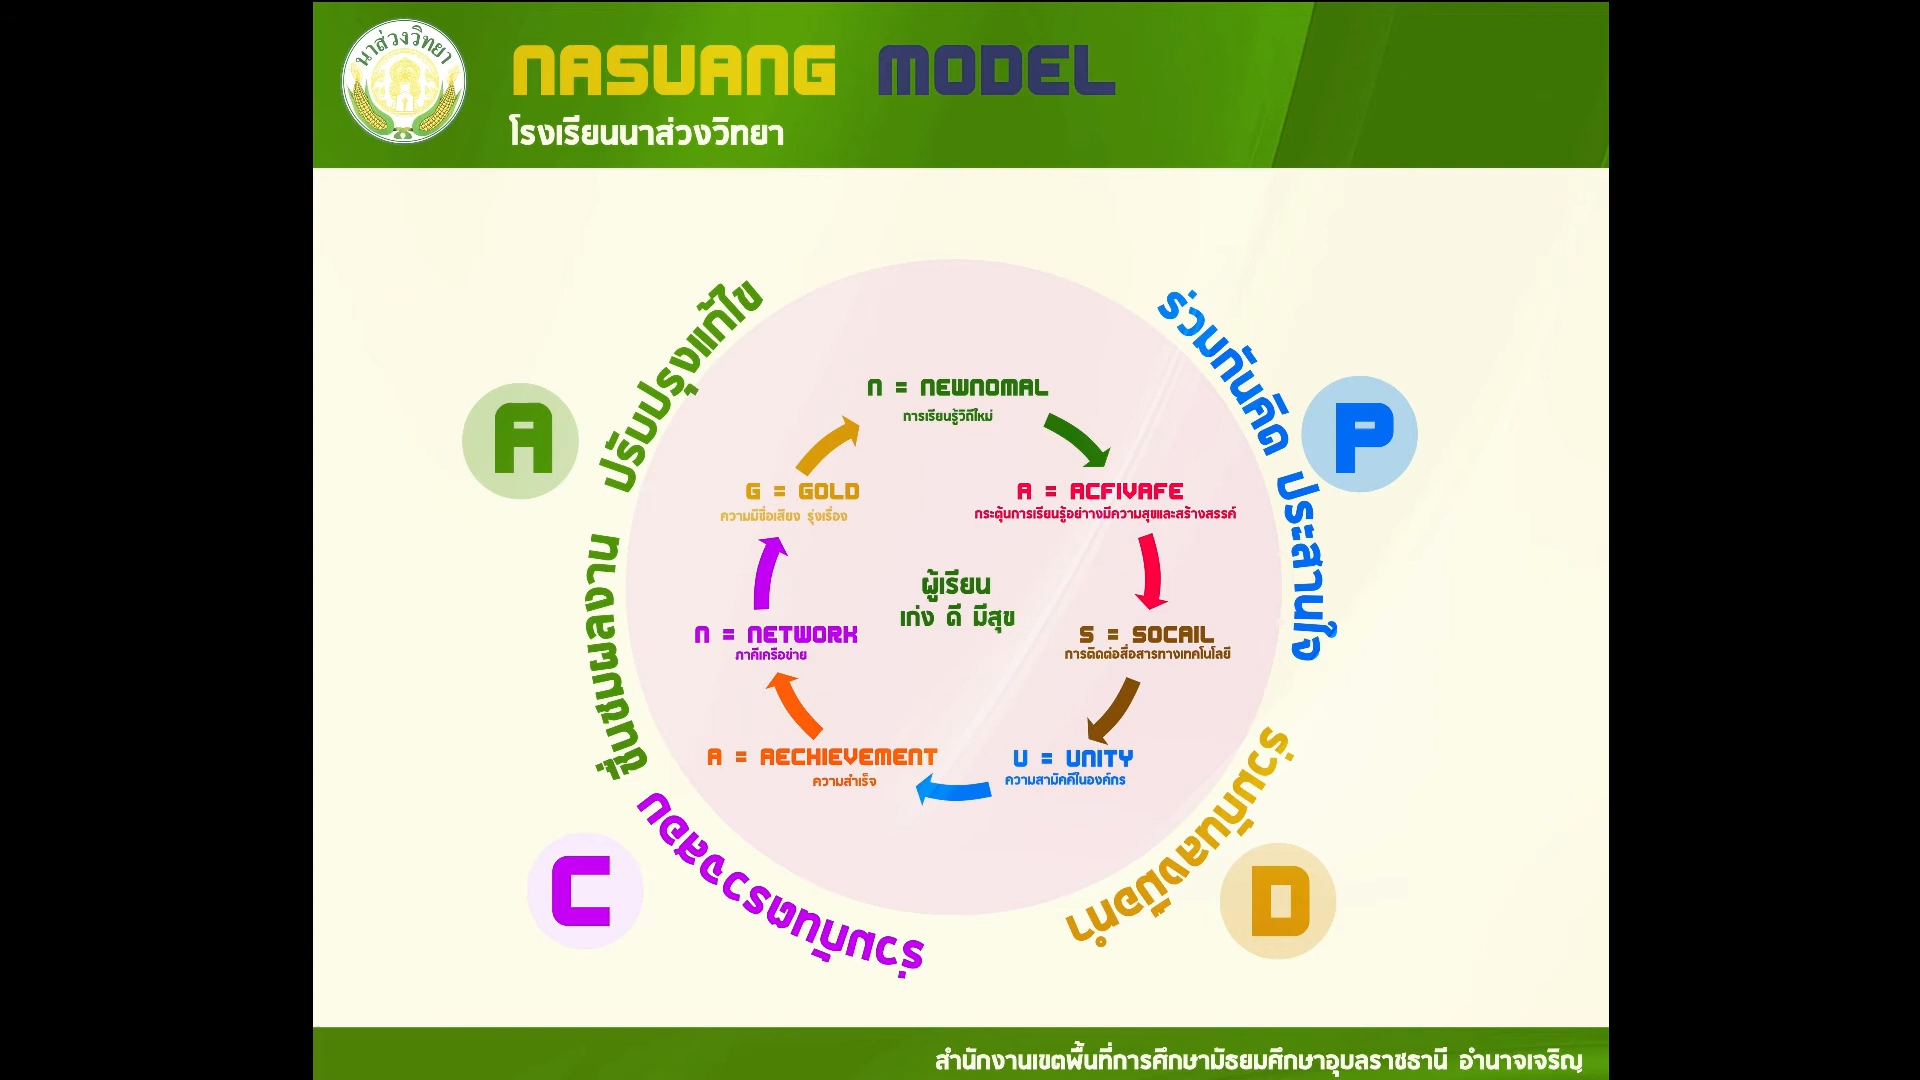 นาส่วงวิทยา
NASUANG MODEL
โรงเรียนนาส่วงวิทยา
ร่วมกันคิด ประสานใจ
P
ร่วมกันลงมือทำ
D
ร่วมกันตรวจสอบ
C
ชื่นชมผลงาน ปรับปรุงแก้ไข
A
N = NEWNOMAL
การเรียนรู้วิถีใหม่
A = ACFIVAFE
กระตุ้นการเรียนรู้อย่างมีความสุขและสร้างสรรค์
S = SOCAIL
การติดต่อสื่อสารทางเทคโนโลยี
U = UNITY
ความสามัคคีในองค์กร
A = AECHIEVEMENT
ความสำเร็จ
N = NETWORK
ภาคีเครือข่าย
G = GOLD
ความมีชื่อเสียง รุ่งเรื่อง
ผู้เรียน
เก่ง ดี มีสุข
สำนักงานเขตพื้นที่การศึกษามัธยมศึกษาอุบลราชธานี อำนาจเจริญ